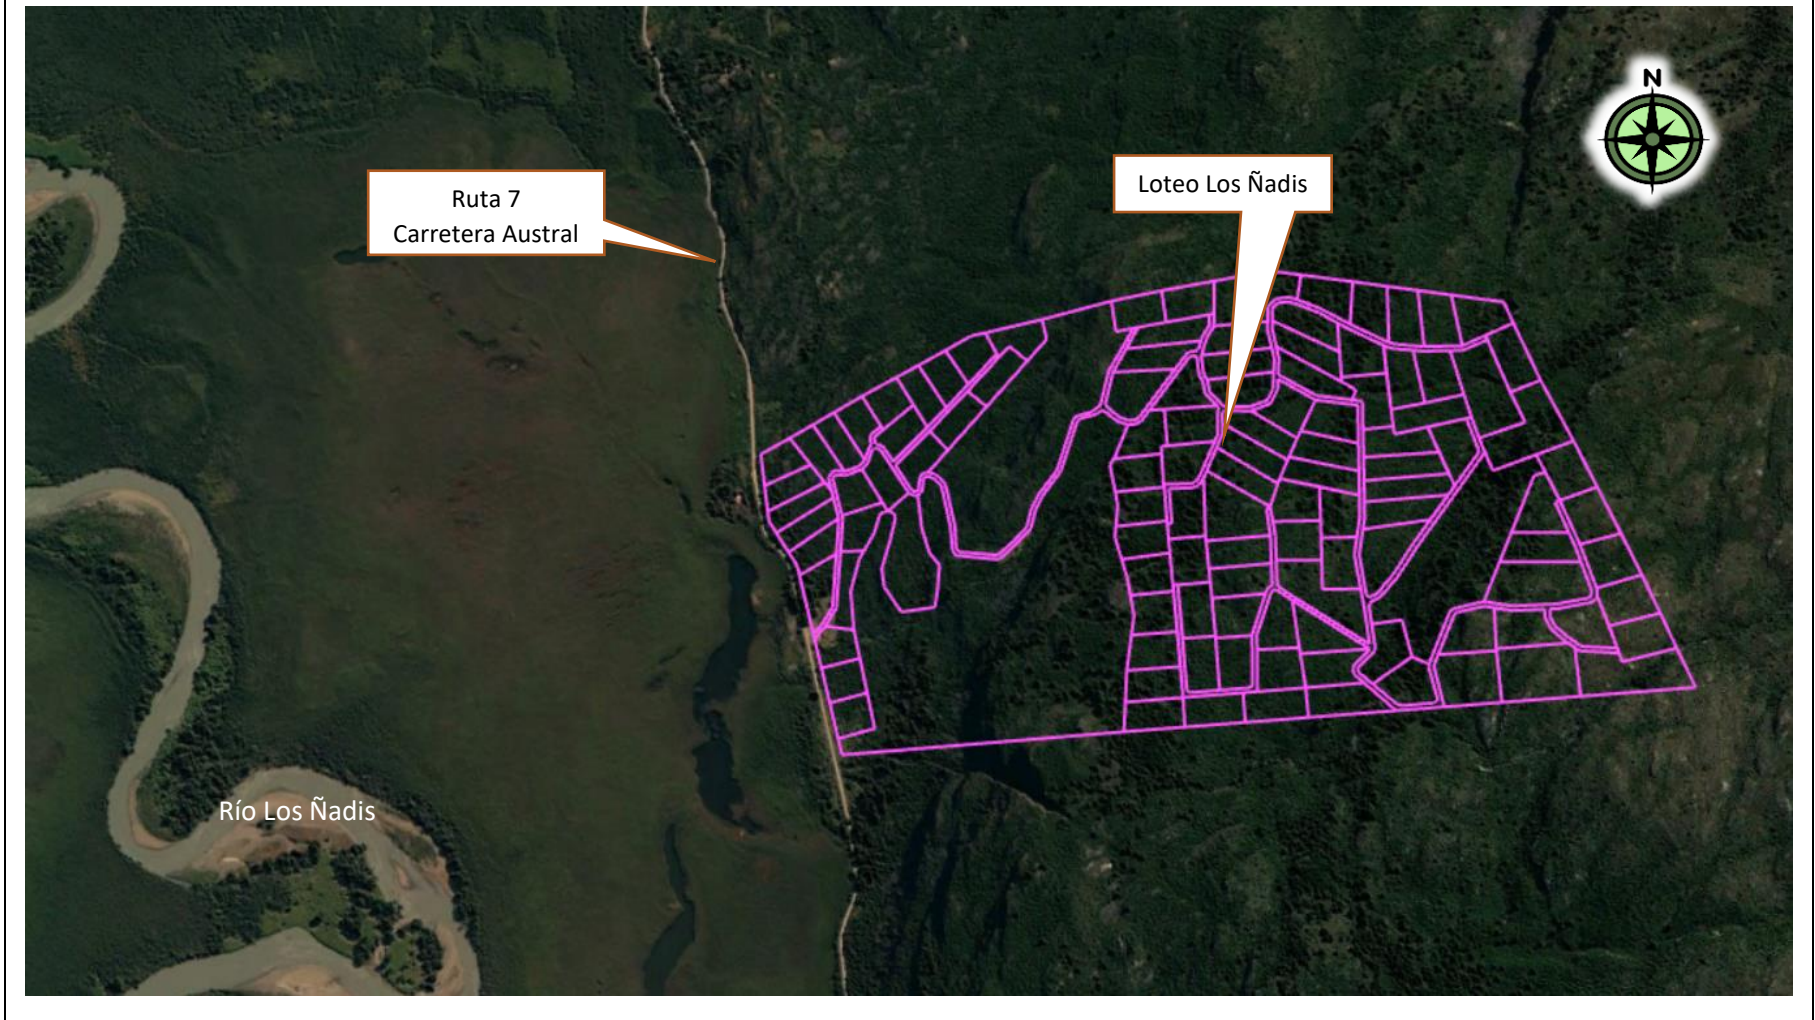 N
Loteo Los Ñadis
Ruta 7
Carretera Austral
Río Los Ñadis